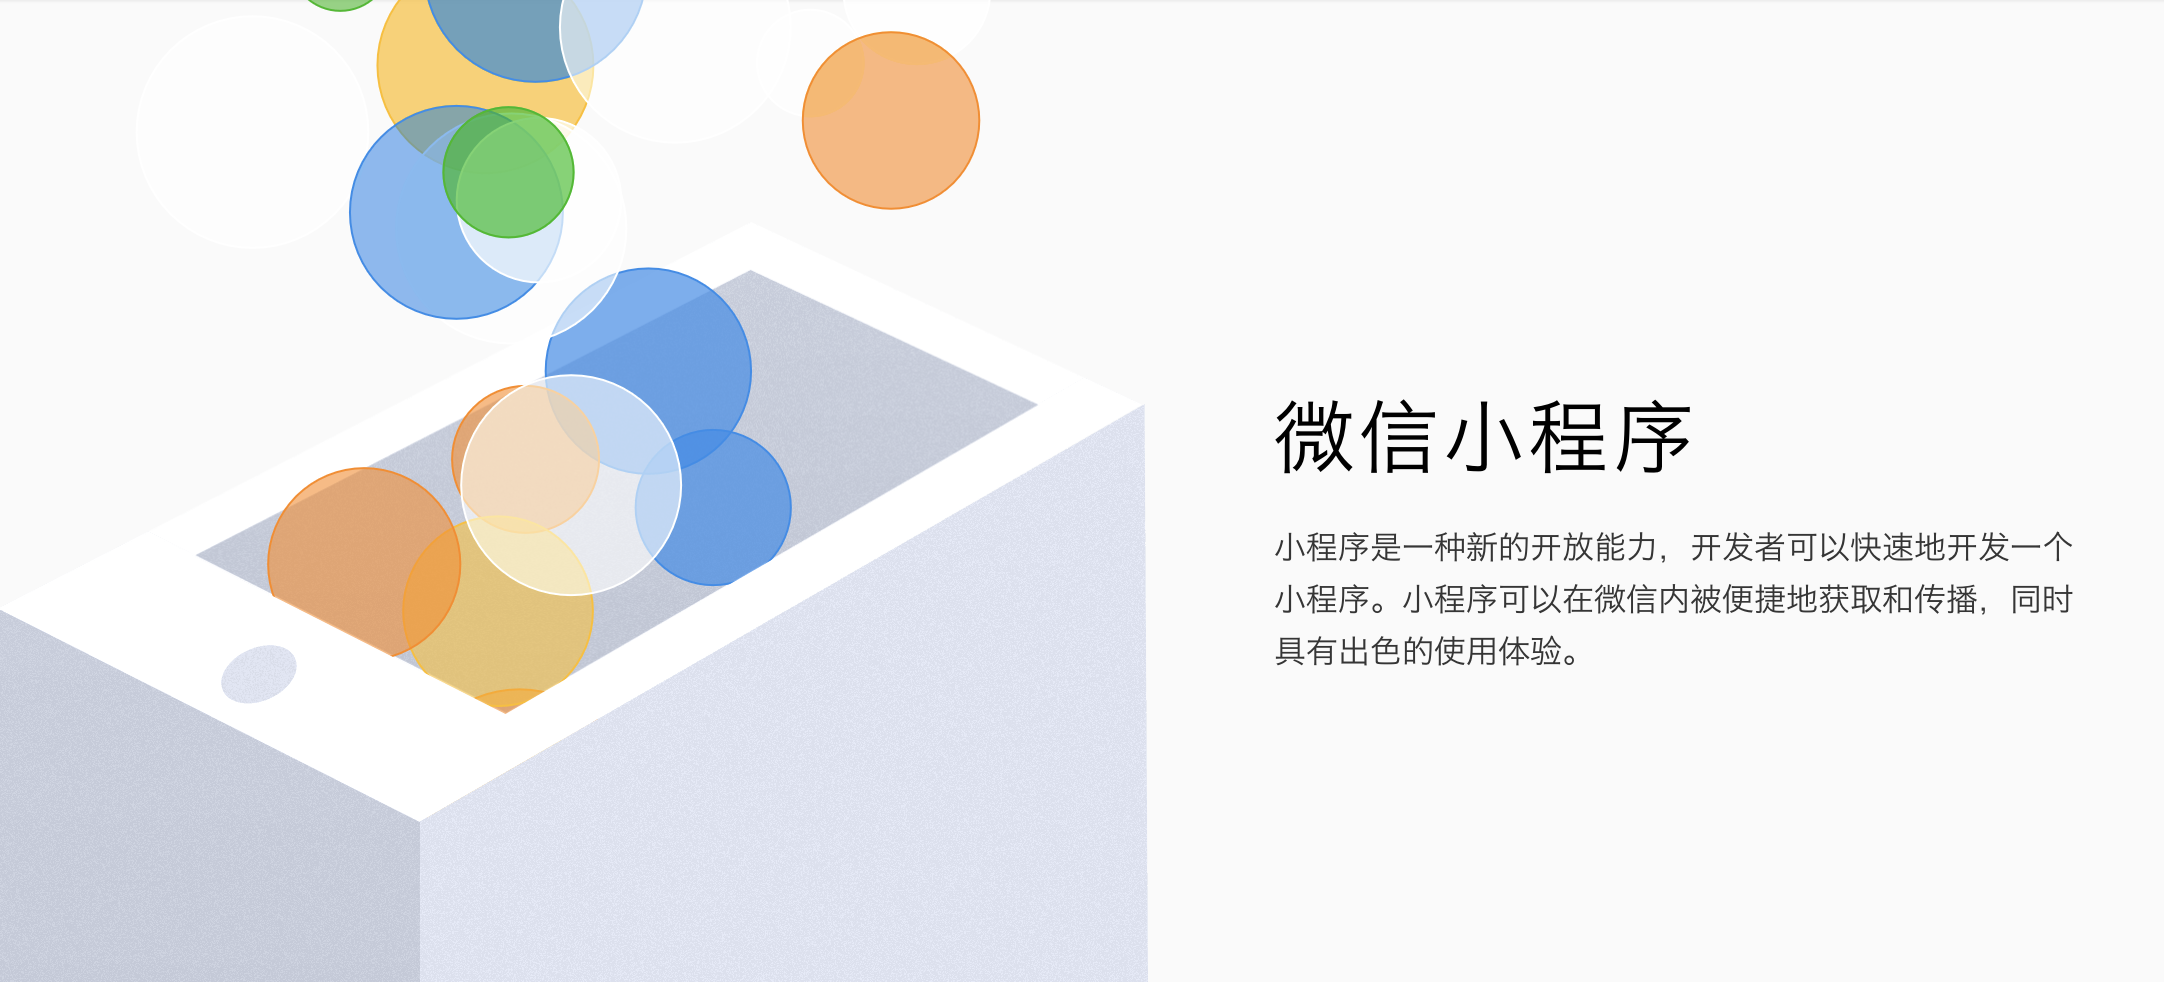 微信小程序
小程序是一种新的开放能力，开发者可以快速地开发一个
小程序。小程序可以在微信内被便捷地获取和传播，同时
具有出色的使用体验。